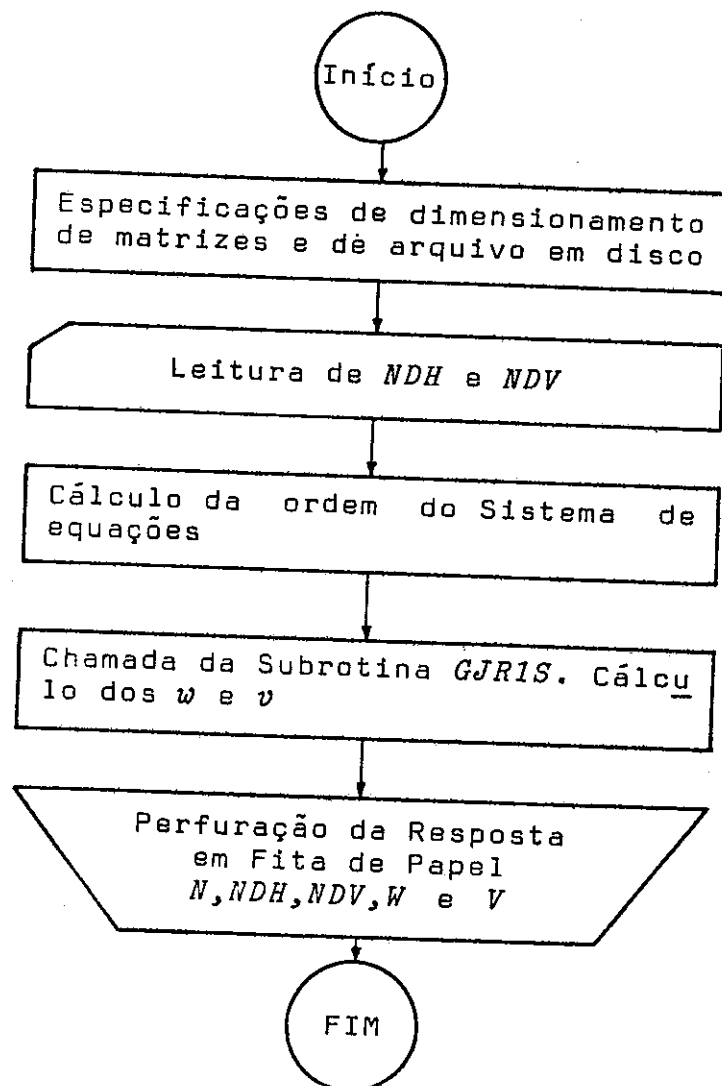 Início
Especificações de dimensionamento
de matrizes e dè arquivo em disco
Leitura de NDH e NDV
Cálculo da ordem do Sistema de
equações
Chamada da Subrotina GJR1S. Cálcu
lo dos w e v
Perfuração da Resposta
em Fita de Papel
N,NDH,NDV,W e V
FIM